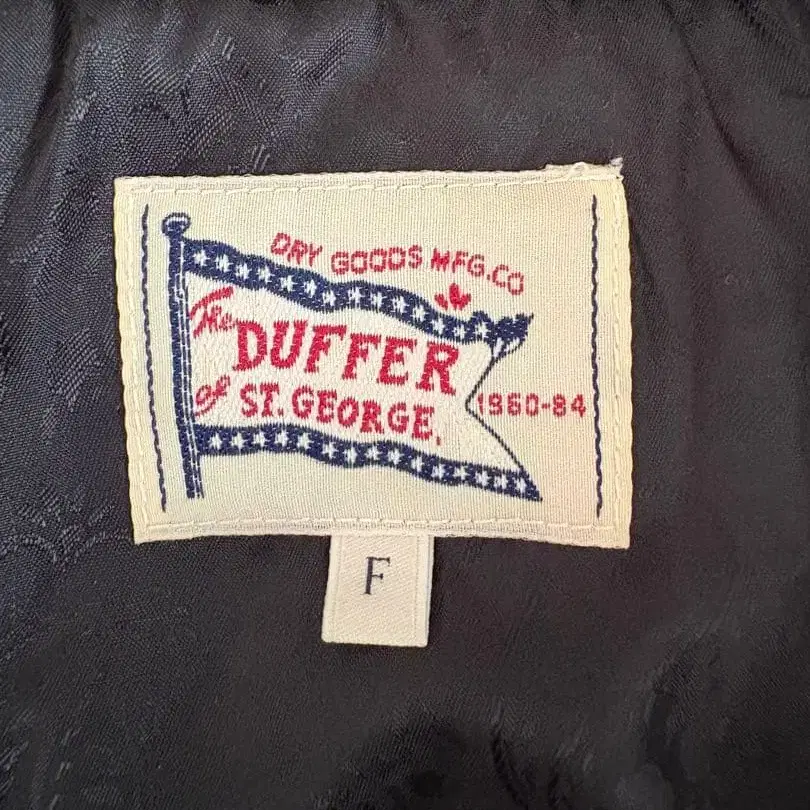 DRY GOODS MFG.CO
The
DUFFER
of ST. GEORGE.
1960-84
F